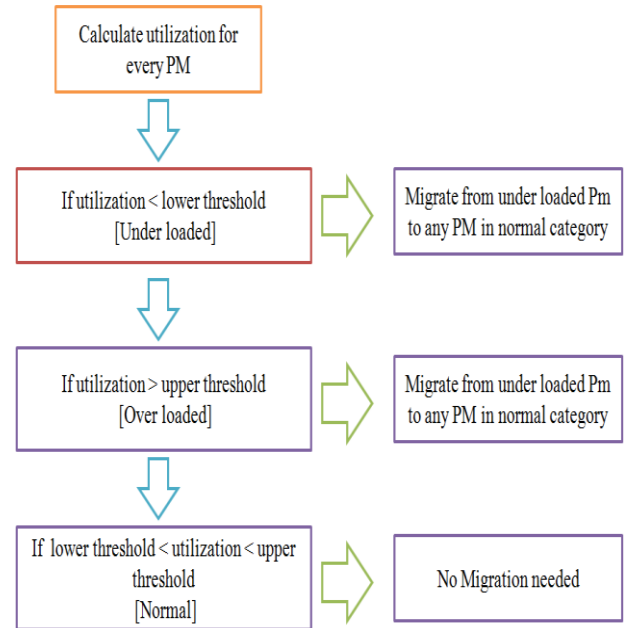 Calculate utilization for
every PM
If utilization < lower threshold
[Under loaded]
Migrate from under loaded Pm
to any PM in normal category
If utilization > upper threshold
[Over loaded]
Migrate from under loaded Pm
to any PM in normal category
If lower threshold < utilization < upper
threshold
[Normal]
No Migration needed